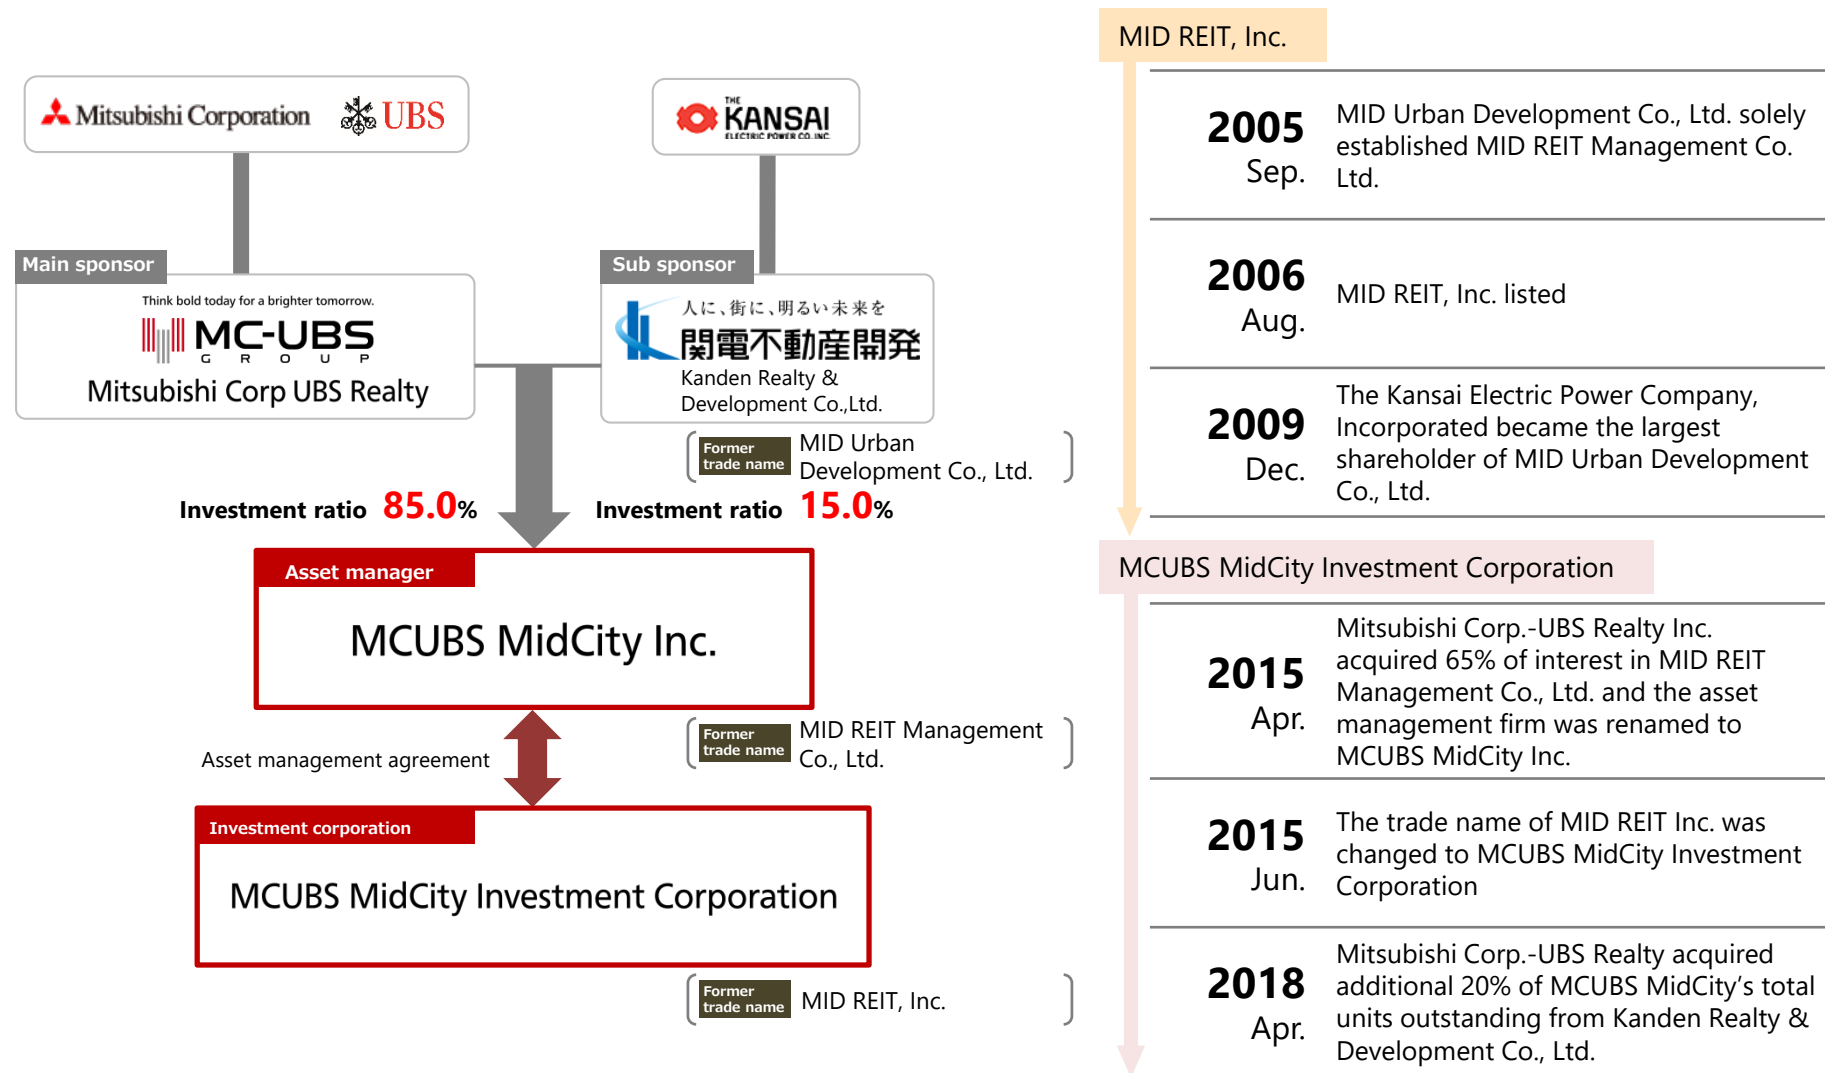 Mitsubishi Corporation
UBS
THE
KANSAI
ELECTRIC POWER CO. INC
Main sponsor
Think bold today for a brighter tomorrow.
MC-UBS
GROUP
Mitsubishi Corp UBS Realty
Sub sponsor
人に、街に、明るい未来を
関電不動産開発
Kanden Realty &
Development Co.,Ltd.
Former
trade name
MID Urban
Development Co., Ltd.
Investment ratio 85.0%
Investment ratio 15.0%
Asset manager
MCUBS MidCity Inc.
Former
trade name
MID REIT Management
Co., Ltd.
Asset management agreement
Investment corporation
MCUBS MidCity Investment Corporation
Former
trade name
MID REIT, Inc.
MID REIT, Inc.
2005
Sep.
MID Urban Development Co., Ltd. solely
established MID REIT Management Co.
Ltd.
2006
Aug.
MID REIT, Inc. listed
2009
Dec.
The Kansai Electric Power Company,
Incorporated became the largest
shareholder of MID Urban Development
Co., Ltd.
MCUBS MidCity Investment Corporation
2015
Apr.
Mitsubishi Corp.-UBS Realty Inc.
acquired 65% of interest in MID REIT
Management Co., Ltd. and the asset
management firm was renamed to
MCUBS MidCity Inc.
2015
Jun.
The trade name of MID REIT Inc. was
changed to MCUBS MidCity Investment
Corporation
2018
Apr.
Mitsubishi Corp.-UBS Realty acquired
additional 20% of MCUBS MidCity’s total
units outstanding from Kanden Realty &
Development Co., Ltd.